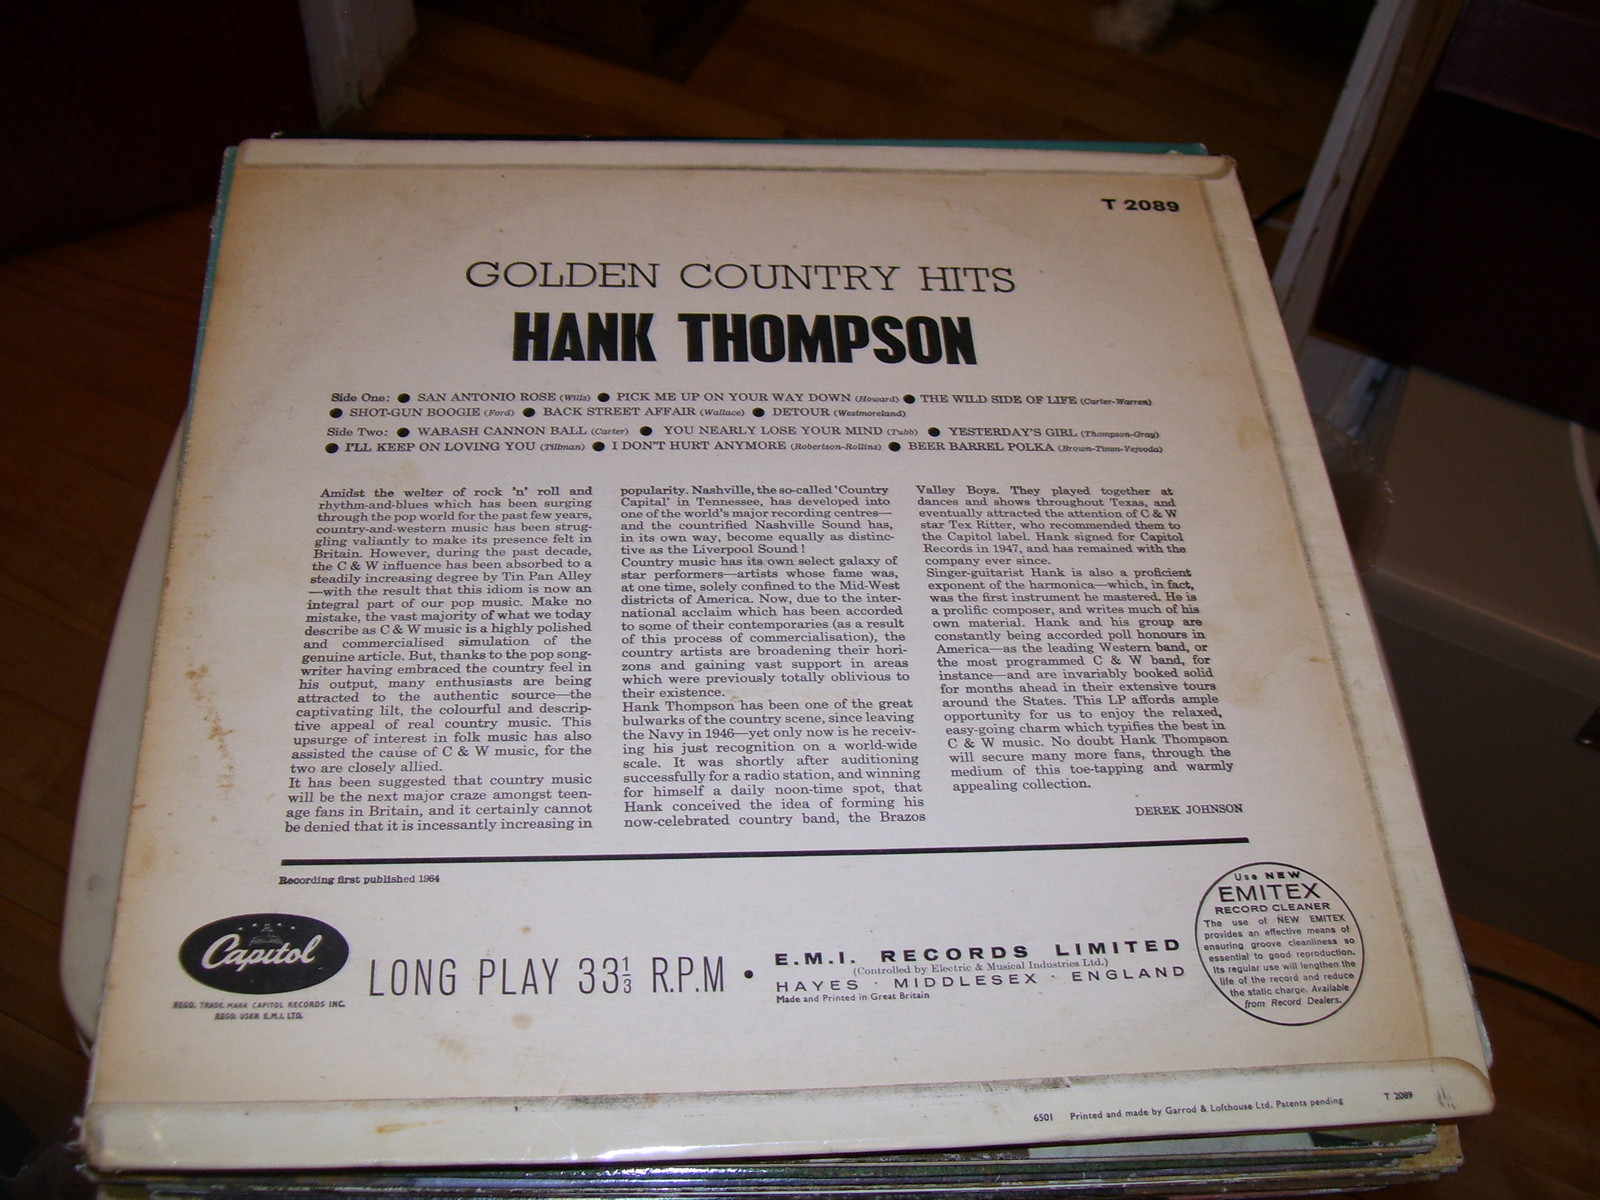 T 2089
GOLDEN COUNTRY HITS
HANK THOMPSON
Side One: ● SAN ANTONIO ROSE (Wills) ● PICK ME UP ON YOUR WAY DOWN (Howard) ● THE WILD SIDE OF LIFE (Carter-Warren)
● SHOT-GUN BOOGIE (Ford) ● BACK STREET AFFAIR (Wallace) ● DETOUR (Westmoreland)
Side Two: ● WABASH CANNON BALL (Carter) ● YOU NEARLY LOSE YOUR MIND (Tubb) ● YESTERDAY'S GIRL (Thompson-Gray)
● I'LL KEEP ON LOVING YOU (Tillman) ● I DON'T HURT ANYMORE (Robertson-Rollins) ● BEER BARREL POLKA (Brown-Timm-Vejvoda)
Amidst the welter of rock 'n' roll and
rhythm-and-blues which has been surging
through the pop world for the past few years,
country-and-western music has been strug-
gling valiantly to make its presence felt in
Britain. However, during the past decade,
the C & W influence has been absorbed to a
steadily increasing degree by Tin Pan Alley
—with the result that this idiom is now an
integral part of our pop music. Make no
mistake, the vast majority of what we today
describe as C & W music is a highly polished
and commercialised simulation of the
genuine article. But, thanks to the pop song-
writer having embraced the country feel in
his output, many enthusiasts are being
attracted to the authentic source—the
captivating lilt, the colourful and descrip-
tive appeal of real country music. This
upsurge of interest in folk music has also
assisted the cause of C & W music, for the
two are closely allied.
It has been suggested that country music
will be the next major craze amongst teen-
age fans in Britain, and it certainly cannot
be denied that it is incessantly increasing in
popularity. Nashville, the so-called 'Country
Capital' in Tennessee, has developed into
one of the world's major recording centres—
and the countrified Nashville Sound has,
in its own way, become equally as distinc-
tive as the Liverpool Sound!
Country music has its own select galaxy of
star performers—artists whose fame was,
at one time, solely confined to the Mid-West
districts of America. Now, due to the inter-
national acclaim which has been accorded
to some of their contemporaries (as a result
of this process of commercialisation), the
country artists are broadening their hori-
zons and gaining vast support in areas
which were previously totally oblivious to
their existence.
Hank Thompson has been one of the great
bulwarks of the country scene, since leaving
the Navy in 1946—yet only now is he receiv-
ing his just recognition on a world-wide
scale. It was shortly after auditioning
successfully for a radio station, and winning
for himself a daily noon-time spot, that
Hank conceived the idea of forming his
now-celebrated country band, the Brazos
Valley Boys. They played together at
dances and shows throughout Texas, and
eventually attracted the attention of C & W
star Tex Ritter, who recommended them to
the Capitol label. Hank signed for Capitol
Records in 1947, and has remained with the
company ever since.
Singer-guitarist Hank is also a proficient
exponent of the harmonica—which, in fact,
was the first instrument he mastered. He is
a prolific composer, and writes much of his
own material. Hank and his group are
constantly being accorded poll honours in
America—as the leading Western band, or
the most programmed C & W band, for
instance—and are invariably booked solid
for months ahead in their extensive tours
around the States. This LP affords ample
opportunity for us to enjoy the relaxed,
easy-going charm which typifies the best in
C & W music. No doubt Hank Thompson
will secure many more fans, through the
medium of this toe-tapping and warmly
appealing collection.
DEREK JOHNSON
Recording first published 1964
Capitol
REGD. TRADE MARK CAPITOL RECORDS INC.
REGD. USER E.M.I. LTD.
LONG PLAY 33⅓ R.P.M •
E.M.I. RECORDS LIMITED
(Controlled by Electric & Musical Industries Ltd.)
HAYES · MIDDLESEX · ENGLAND
Made and Printed in Great Britain
Use NEW
EMITEX
RECORD CLEANER
The use of NEW EMITEX
provides an effective means of
ensuring groove cleanliness so
essential to good reproduction.
Its regular use will lengthen the
life of the record and reduce
the static charge. Available
from Record Dealers.
6501 Printed and made by Garrod & Lofthouse Ltd. Patents pending T 2089